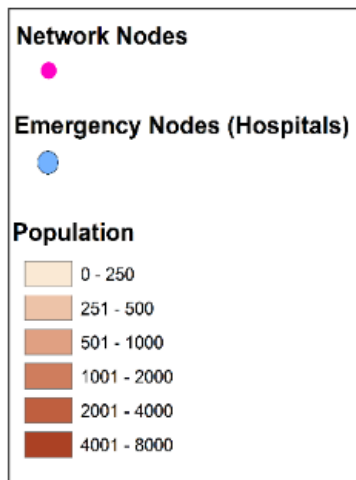 Network Nodes
Emergency Nodes (Hospitals)
Population
0 - 250
251 - 500
501 - 1000
1001 - 2000
2001 - 4000
4001 - 8000